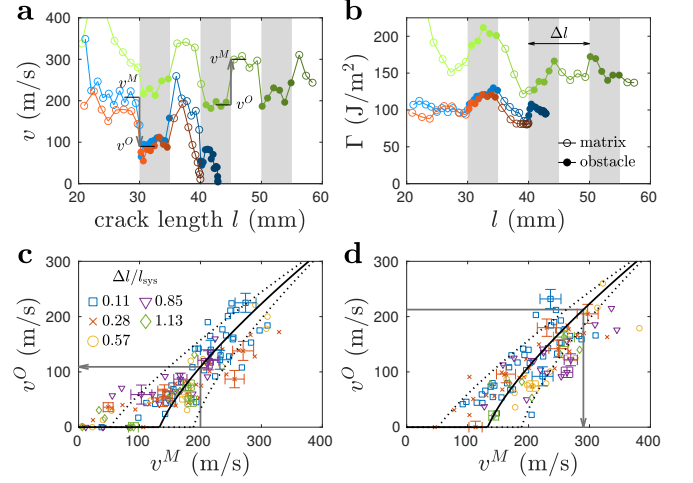 a
b
400
300
200
100
0
v (m/s)
v^M
v^O
v^M
v^O
20
30
40
50
60
crack length l (mm)
200
150
100
50
0
Γ (J/m²)
Δl
matrix
obstacle
20
30
40
50
60
l (mm)
c
d
300
200
100
0
v^O (m/s)
Δl/l_sys
0.11
0.85
0.28
1.13
0.57
0
100
200
300
400
v^M (m/s)
300
200
100
0
v^O (m/s)
0
100
200
300
400
v^M (m/s)